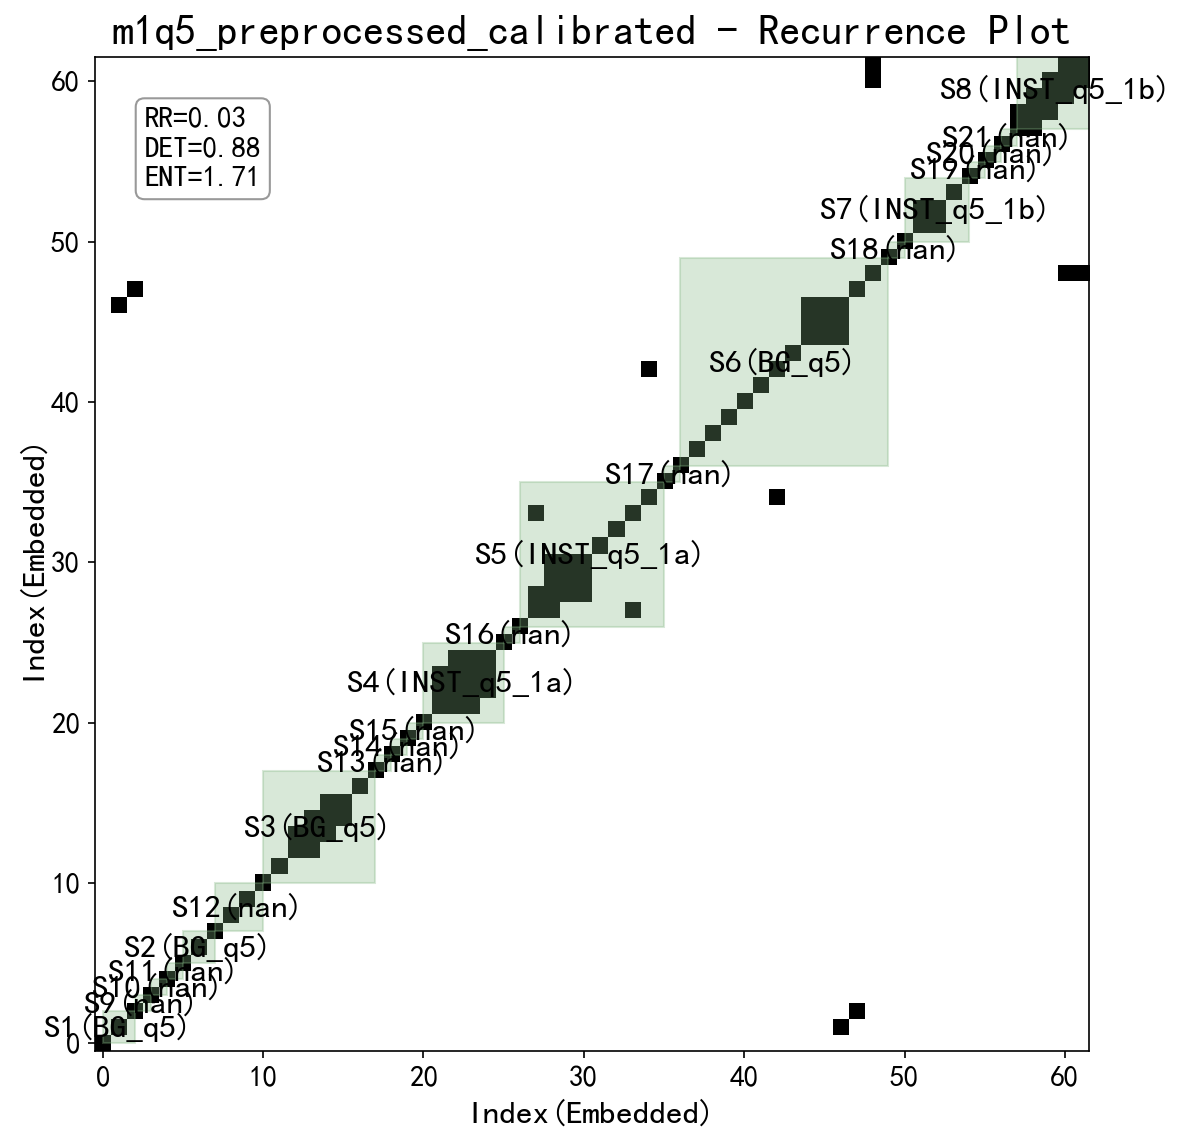 m1q5_preprocessed_calibrated - Recurrence Plot
RR=0.03
DET=0.88
ENT=1.71
S8(INST_q5_1b)
S21(nan)
S20(nan)
S19(nan)
S7(INST_q5_1b)
S18(nan)
S6(BG_q5)
S17(nan)
S5(INST_q5_1a)
S16(nan)
S4(INST_q5_1a)
S15(nan)
S14(nan)
S13(nan)
S3(BG_q5)
S12(nan)
S2(BG_q5)
S11(nan)
S10(nan)
S9(nan)
S1(BG_q5)
60
50
40
30
20
10
0
0 10 20 30 40 50 60
Index(Embedded)
Index(Embedded)